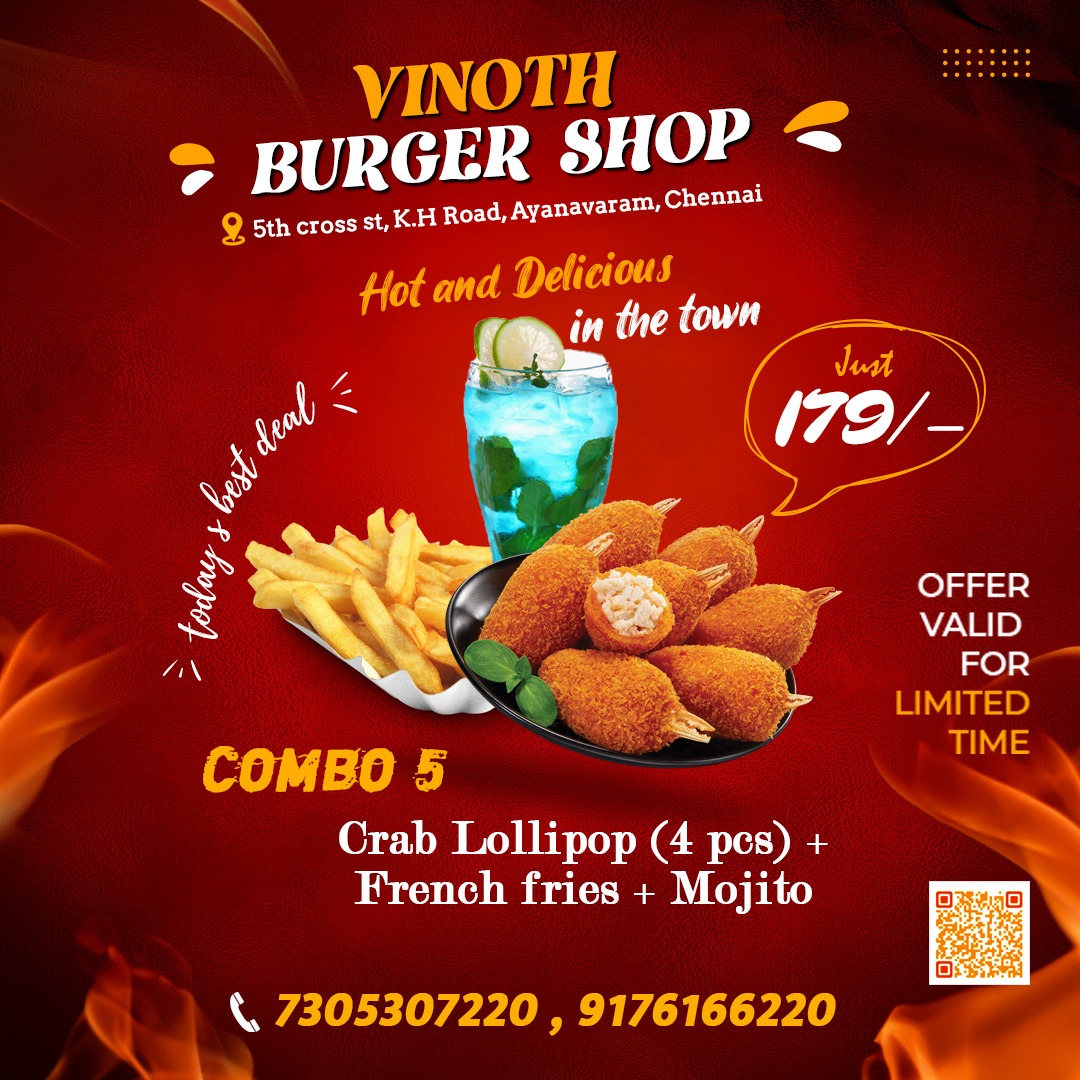 VINOTH
BURGER SHOP
5th cross st, K.H Road, Ayanavaram, Chennai
Hot and Delicious
in the town
Just
179/-
today's best deal
OFFER
VALID
FOR
LIMITED
TIME
COMBO 5
Crab Lollipop (4 pcs) +
French fries + Mojito
7305307220 , 9176166220